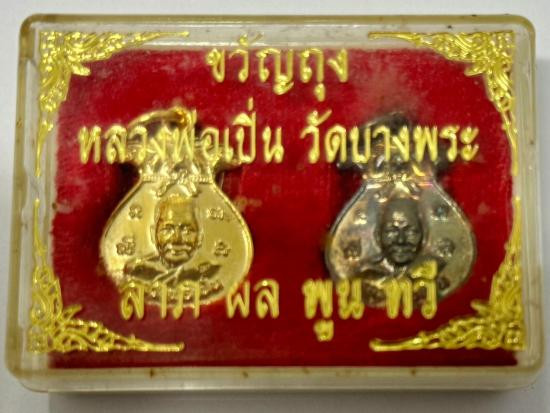 ขวัญถุง
หลวงพ่อเปิ่น วัดบางพระ
ลาภ ผล พูน ทวี